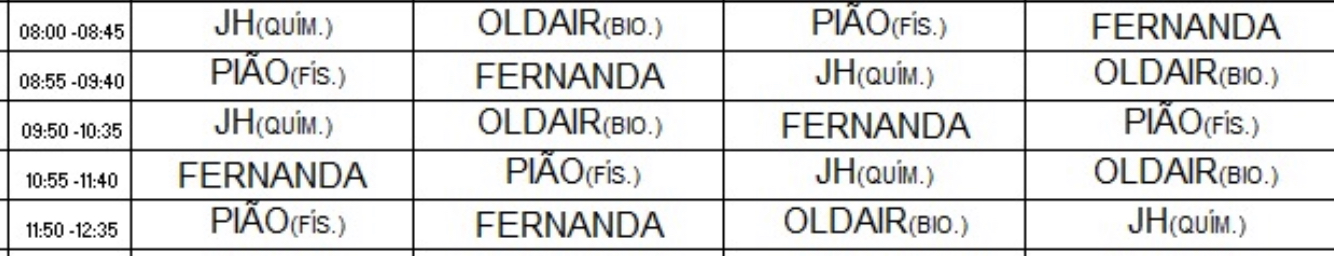 08:00 -08:45 JH(QUÍM.) OLDAIR(BIO.) PIÃO(FÍS.) FERNANDA
08:55 -09:40 PIÃO(FÍS.) FERNANDA JH(QUÍM.) OLDAIR(BIO.)
09:50 -10:35 JH(QUÍM.) OLDAIR(BIO.) FERNANDA PIÃO(FÍS.)
10:55 -11:40 FERNANDA PIÃO(FÍS.) JH(QUÍM.) OLDAIR(BIO.)
11:50 -12:35 PIÃO(FÍS.) FERNANDA OLDAIR(BIO.) JH(QUÍM.)